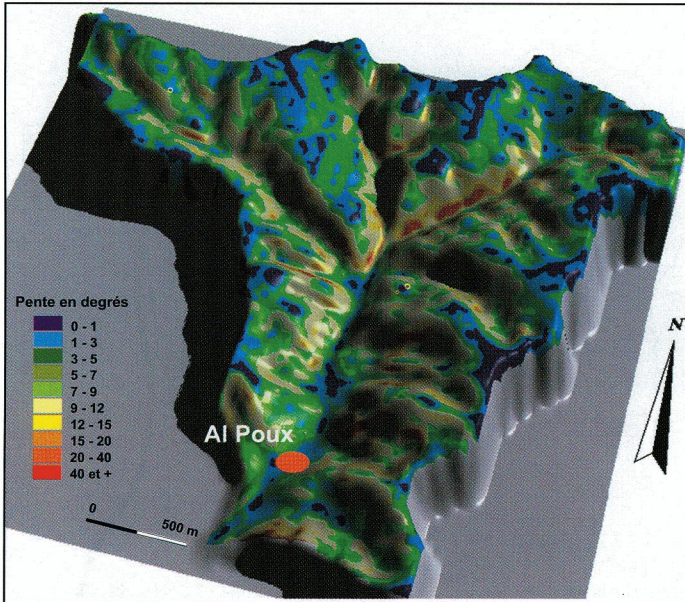 Pente en degrés
0 - 1
1 - 3
3 - 5
5 - 7
7 - 9
9 - 12
12 - 15
15 - 20
20 - 40
40 et +
Al Poux
0 500 m
N